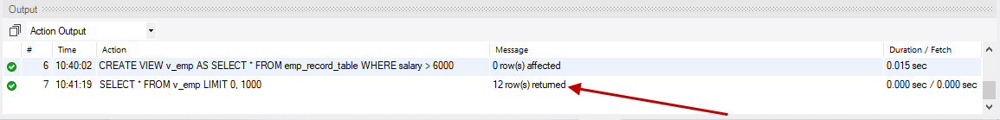 Output
Action Output
# Time Action Message Duration / Fetch
6 10:40:02 CREATE VIEW v_emp AS SELECT * FROM emp_record_table WHERE salary > 6000 0 row(s) affected 0.015 sec
7 10:41:19 SELECT * FROM v_emp LIMIT 0, 1000 12 row(s) returned 0.000 sec / 0.000 sec